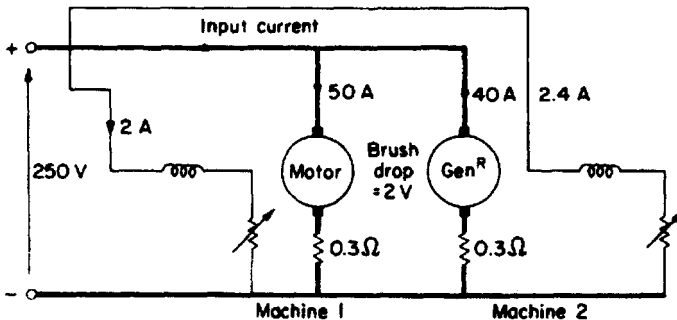 Input current
+
50 A
40 A
2.4 A
2 A
250 V
Motor
Brush
drop
=2 V
Gen^R
0.3Ω
0.3Ω
-
Machine 1
Machine 2